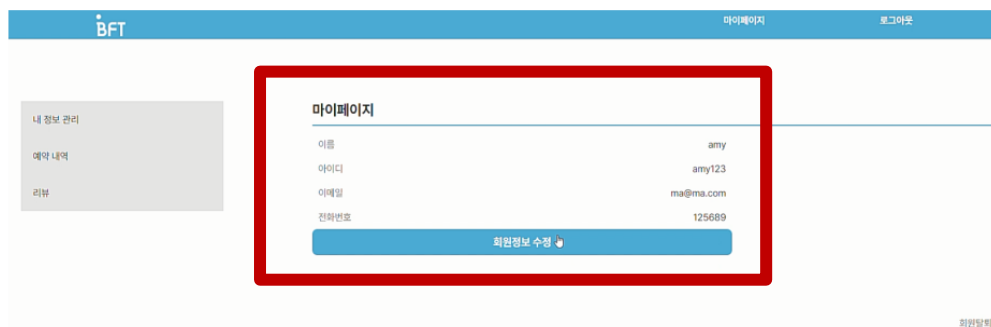 BFT
마이페이지
로그아웃
내 정보 관리
예약 내역
리뷰
마이페이지
이름 amy
아이디 amy123
이메일 ma@ma.com
전화번호 125689
회원정보 수정
회원탈퇴